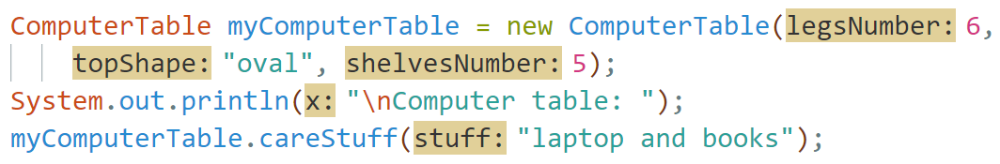 ComputerTable myComputerTable = new ComputerTable(legsNumber: 6,
topShape: "oval", shelvesNumber: 5);
System.out.println(x: "\nComputer table: ");
myComputerTable.careStuff(stuff: "laptop and books");